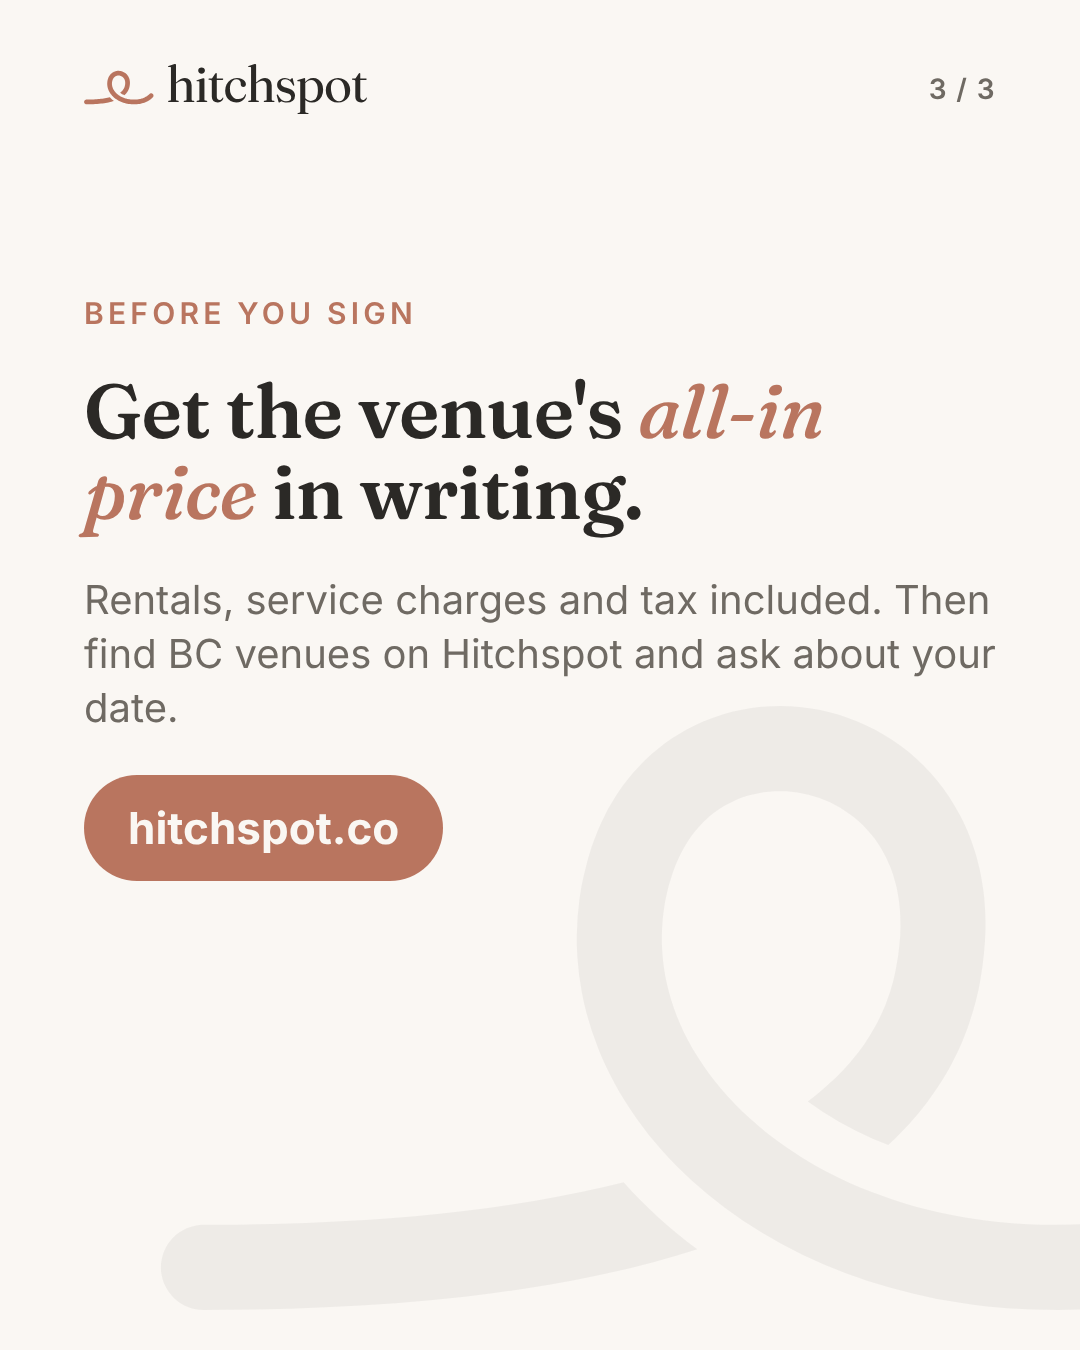 hitchspot
3 / 3
BEFORE YOU SIGN
Get the venue's all-in
price in writing.
Rentals, service charges and tax included. Then
find BC venues on Hitchspot and ask about your
date.
hitchspot.co